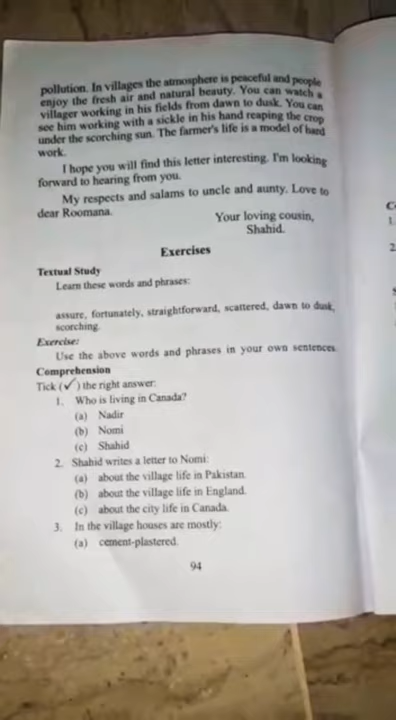 pollution. In villages the atmosphere is peaceful and people
enjoy the fresh air and natural beauty. You can watch a
villager working in his fields from dawn to dusk. You can
see him working with a sickle in his hand reaping the crop
under the scorching sun. The farmer's life is a model of hard
work.
I hope you will find this letter interesting. I'm looking
forward to hearing from you.
My respects and salams to uncle and aunty. Love to
dear Roomana.
Your loving cousin,
Shahid.
Exercises
Textual Study
Learn these words and phrases:
assure, fortunately, straightforward, scattered, dawn to dusk,
scorching.
Exercise:
Use the above words and phrases in your own sentences.
Comprehension
Tick (✓) the right answer:
1. Who is living in Canada?
(a) Nadir
(b) Nomi
(c) Shahid
2. Shahid writes a letter to Nomi:
(a) about the village life in Pakistan.
(b) about the village life in England.
(c) about the city life in Canada.
3. In the village houses are mostly:
(a) cement-plastered.
94